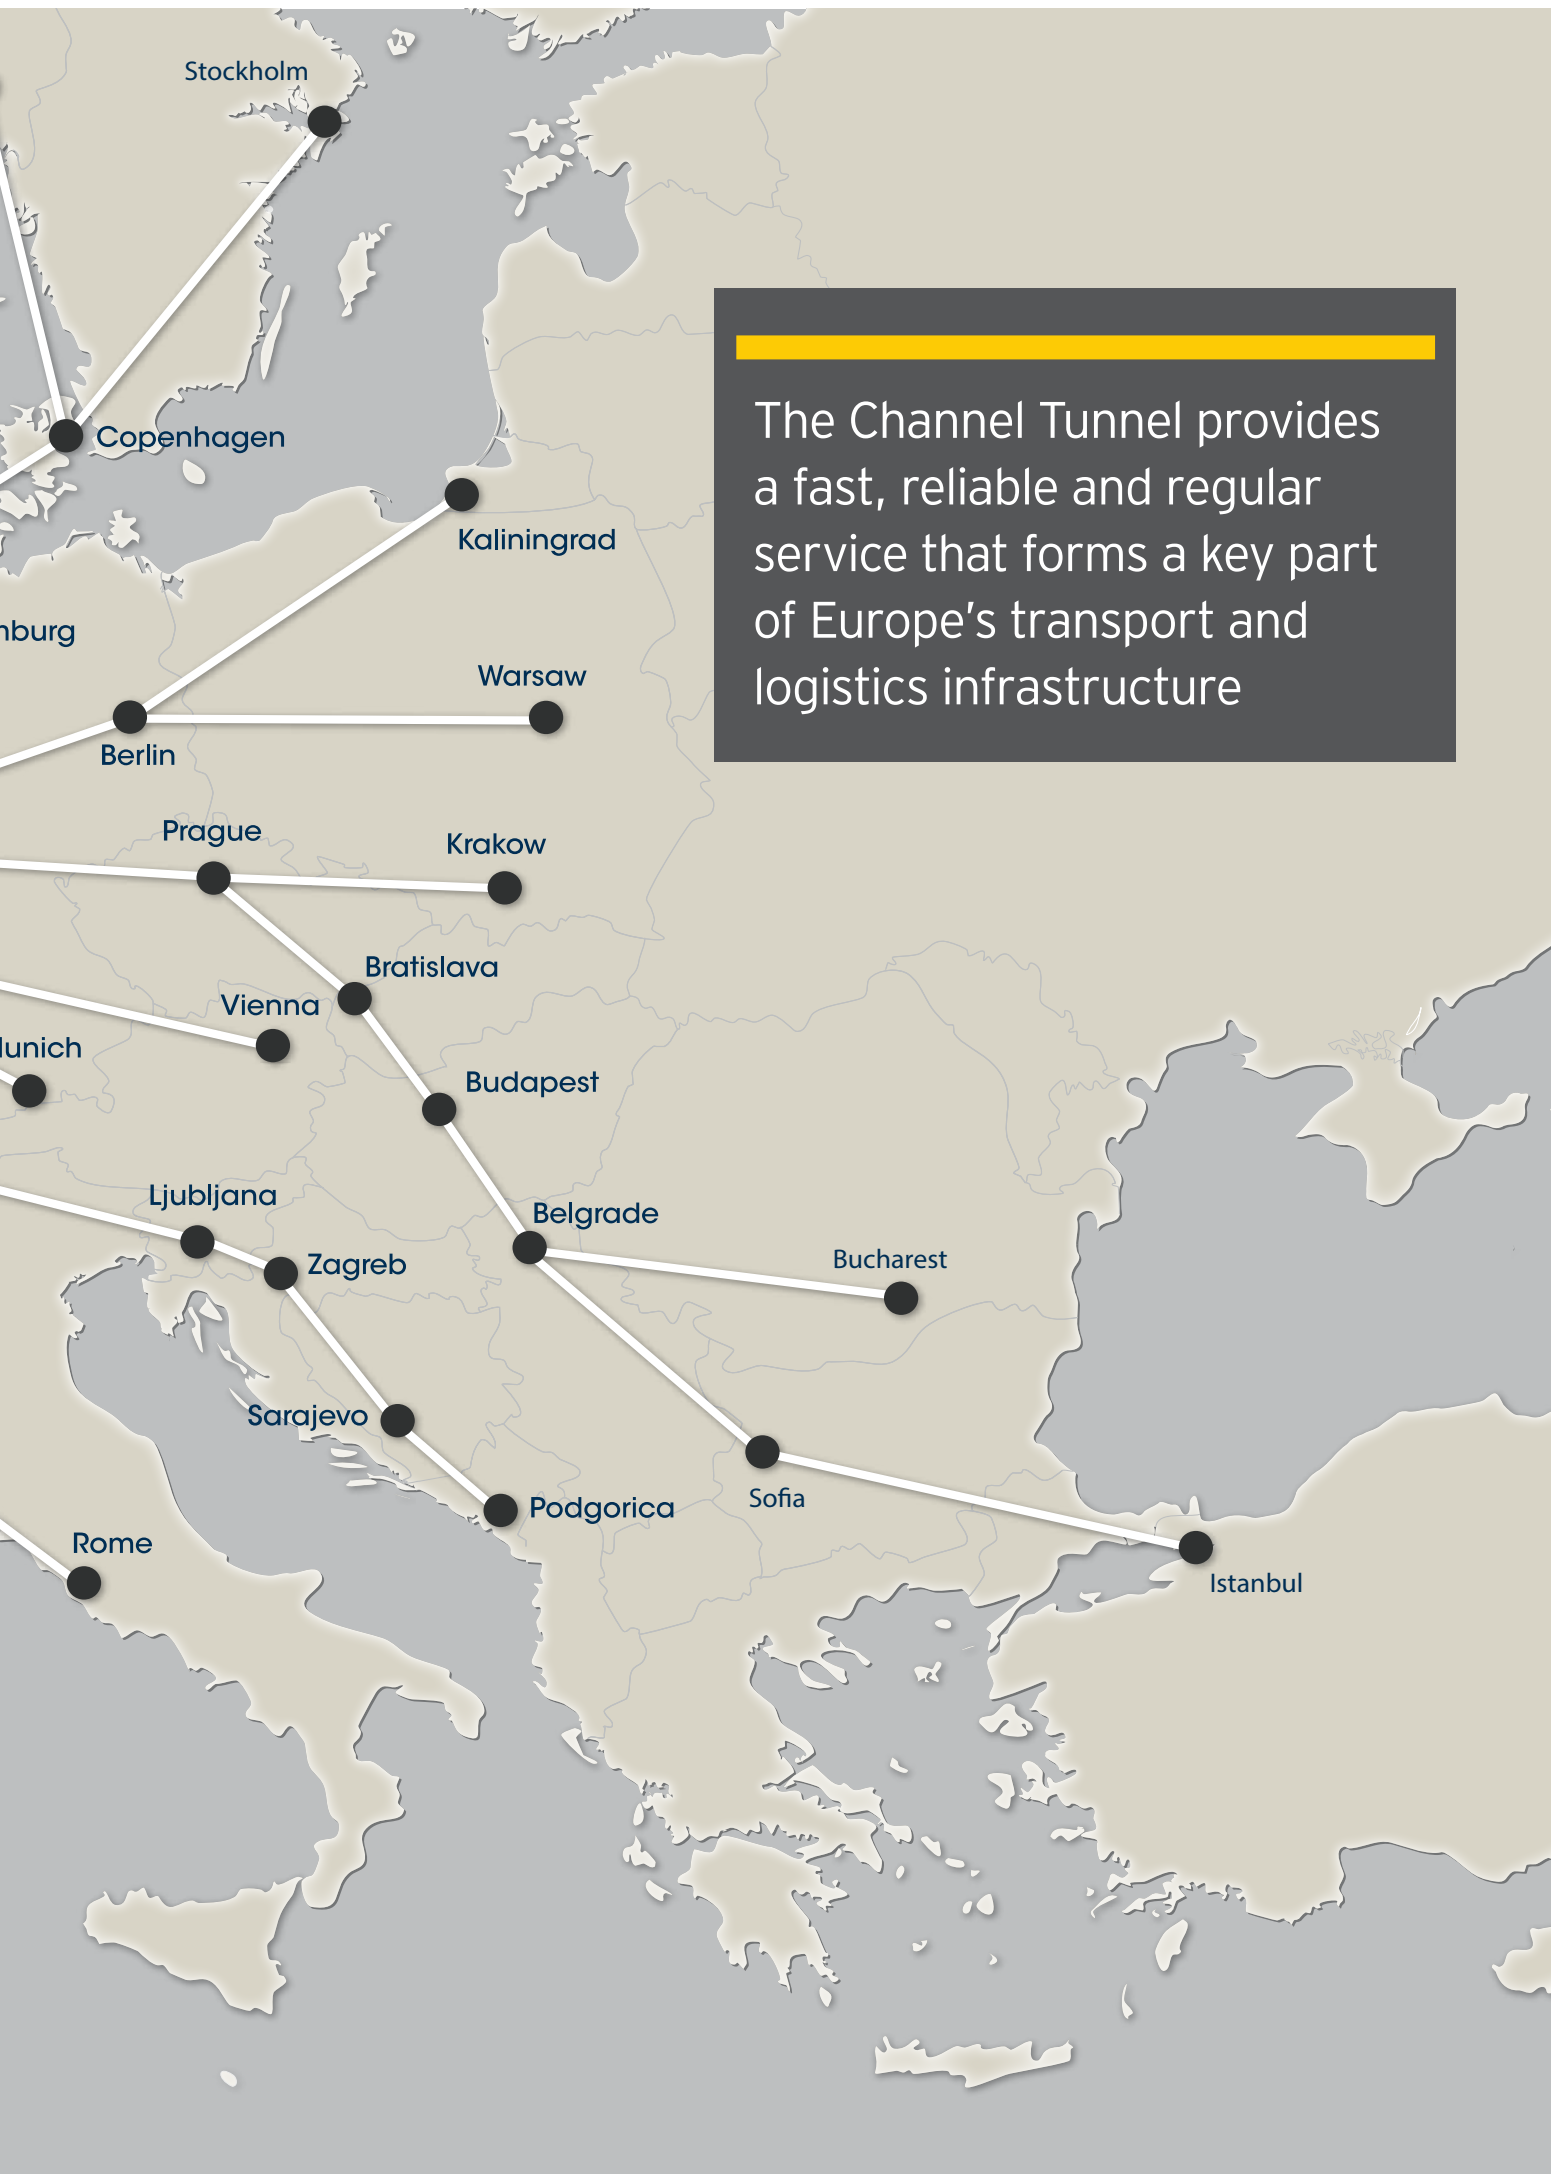 Stockholm
Copenhagen
Kaliningrad
nburg
Warsaw
Berlin
Prague
Krakow
Bratislava
Vienna
unich
Budapest
Ljubljana
Belgrade
Zagreb
Bucharest
Sarajevo
Sofia
Podgorica
Rome
Istanbul
The Channel Tunnel provides
a fast, reliable and regular
service that forms a key part
of Europe's transport and
logistics infrastructure